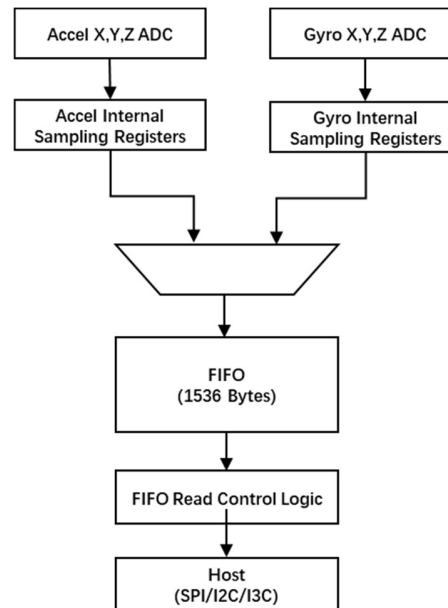 Accel X,Y,Z ADC
Gyro X,Y,Z ADC
Accel Internal
Sampling Registers
Gyro Internal
Sampling Registers
FIFO
(1536 Bytes)
FIFO Read Control Logic
Host
(SPI/I2C/I3C)